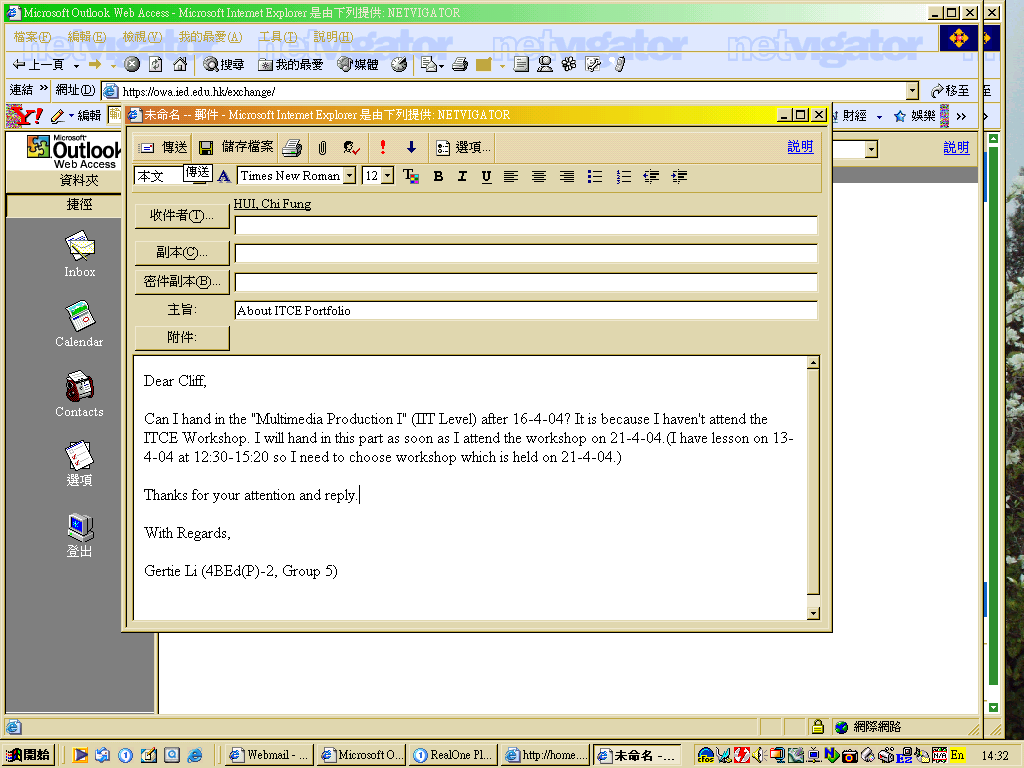 Microsoft Outlook Web Access - Microsoft Internet Explorer 是由下列提供: NETVIGATOR
檔案(F) 編輯(E) 檢視(V) 我的最愛(A) 工具(T) 說明(H)
netvigator netvigator netvigator
上一頁 搜尋 我的最愛 媒體
連結 » 網址(D) https://owa.ied.edu.hk/exchange/ 移至
Y! 編輯 財經 娛樂 »
未命名 -- 郵件 - Microsoft Internet Explorer 是由下列提供: NETVIGATOR
Microsoft
Outlook
Web Access
傳送 儲存檔案 選項... 說明
說明
本文 傳送 Times New Roman 12 B I U
資料夾
捷徑
Inbox
Calendar
Contacts
選項
登出
收件者(T)... HUI, Chi Fung
副本(C)...
密件副本(B)...
主旨: About ITCE Portfolio
附件:
Dear Cliff,
Can I hand in the "Multimedia Production I" (IIT Level) after 16-4-04? It is because I haven't attend the
ITCE Workshop. I will hand in this part as soon as I attend the workshop on 21-4-04.(I have lesson on 13-
4-04 at 12:30-15:20 so I need to choose workshop which is held on 21-4-04.)
Thanks for your attention and reply.
With Regards,
Gertie Li (4BEd(P)-2, Group 5)
網際網路
開始 Webmail - ... Microsoft O... RealOne Pl... http://home.... 未命名 -... En 14:32